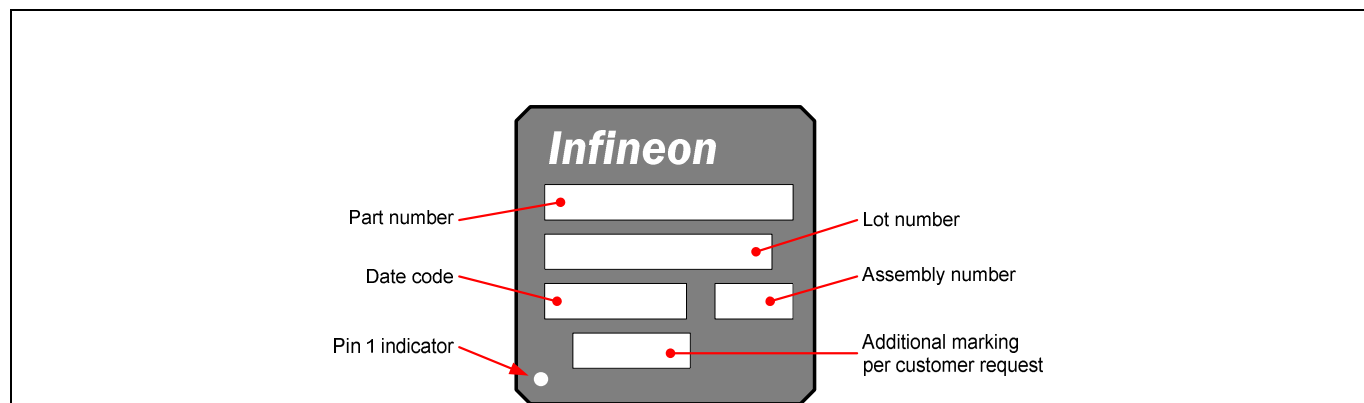 Infineon
Part number
Lot number
Date code
Assembly number
Pin 1 indicator
Additional marking
per customer request